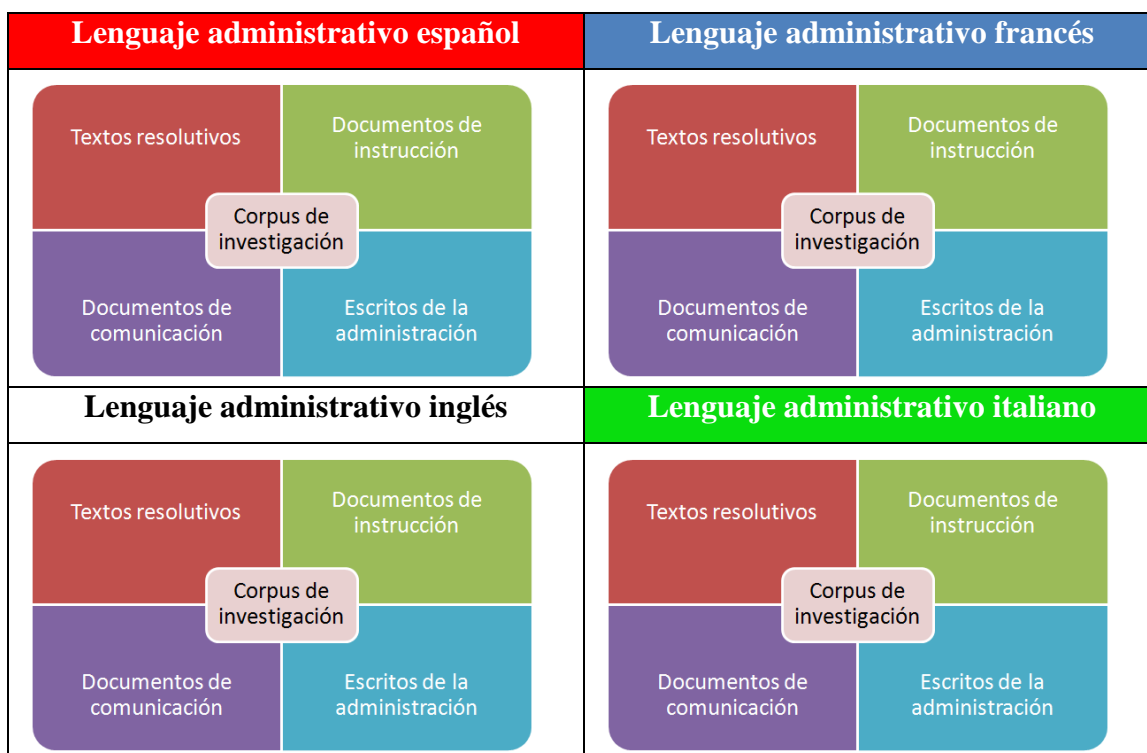 Lenguaje administrativo español
Textos resolutivos
Documentos de
instrucción
Corpus de
investigación
Documentos de
comunicación
Escritos de la
administración
Lenguaje administrativo francés
Textos resolutivos
Documentos de
instrucción
Corpus de
investigación
Documentos de
comunicación
Escritos de la
administración
Lenguaje administrativo inglés
Textos resolutivos
Documentos de
instrucción
Corpus de
investigación
Documentos de
comunicación
Escritos de la
administración
Lenguaje administrativo italiano
Textos resolutivos
Documentos de
instrucción
Corpus de
investigación
Documentos de
comunicación
Escritos de la
administración